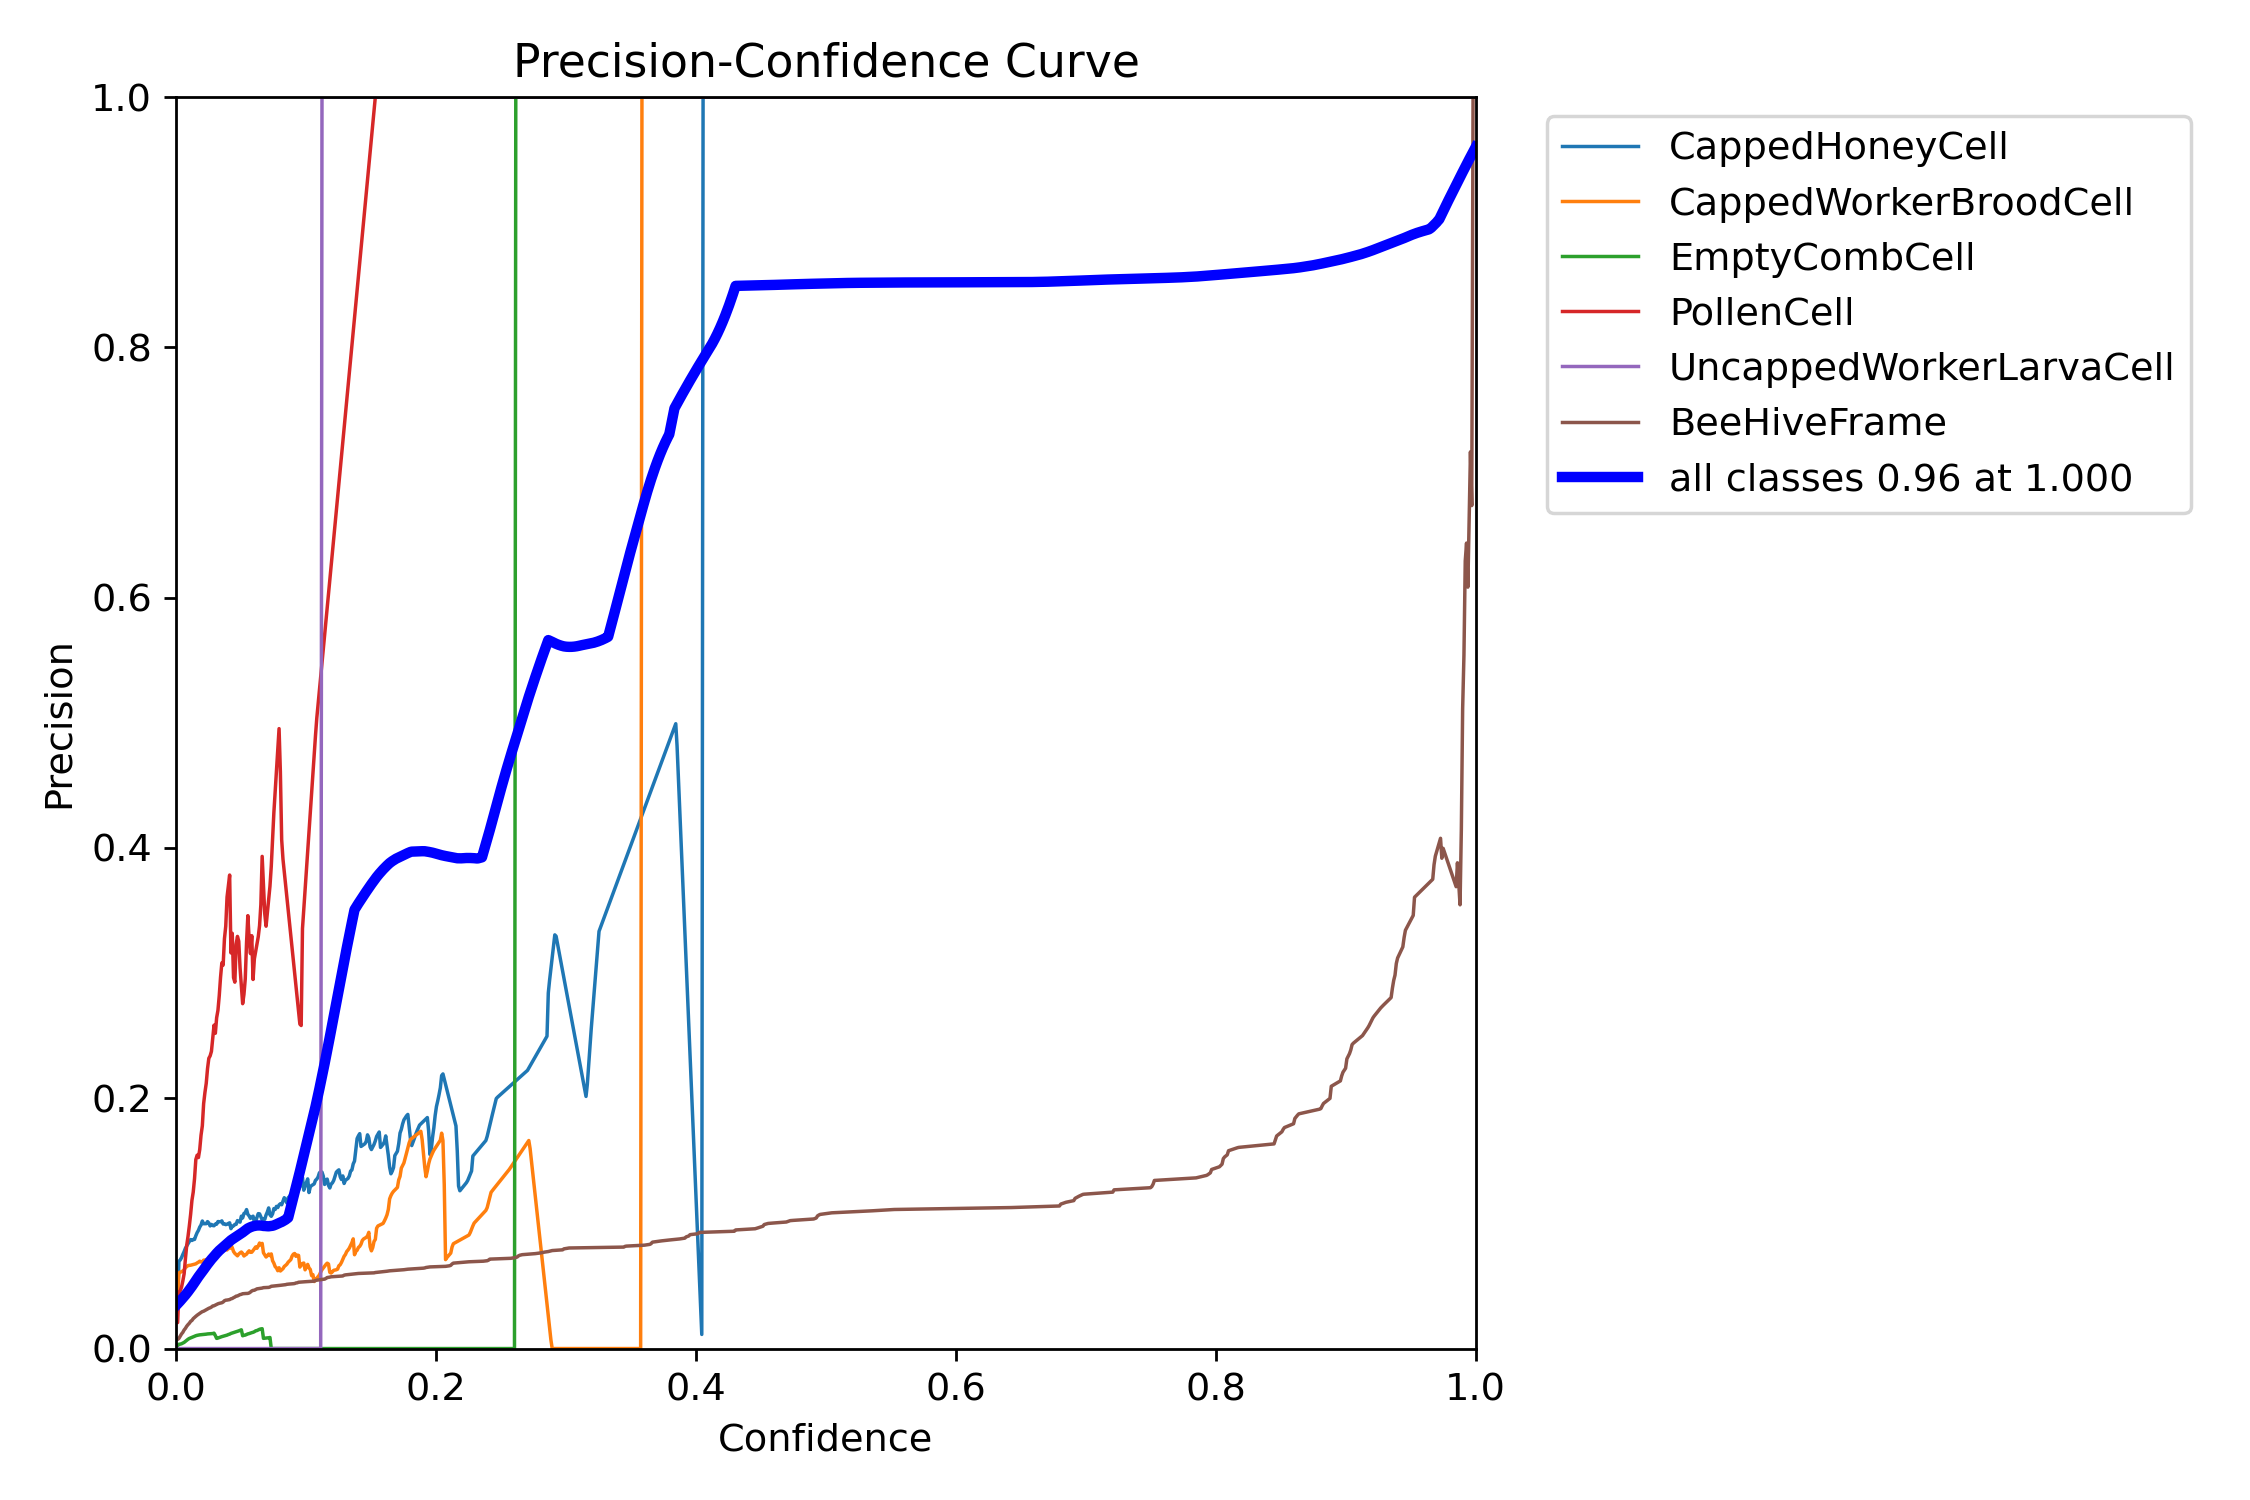 Precision-Confidence Curve
Precision
1.0
0.8
0.6
0.4
0.2
0.0
0.0 0.2 0.4 0.6 0.8 1.0
Confidence
CappedHoneyCell
CappedWorkerBroodCell
EmptyCombCell
PollenCell
UncappedWorkerLarvaCell
BeeHiveFrame
all classes 0.96 at 1.000